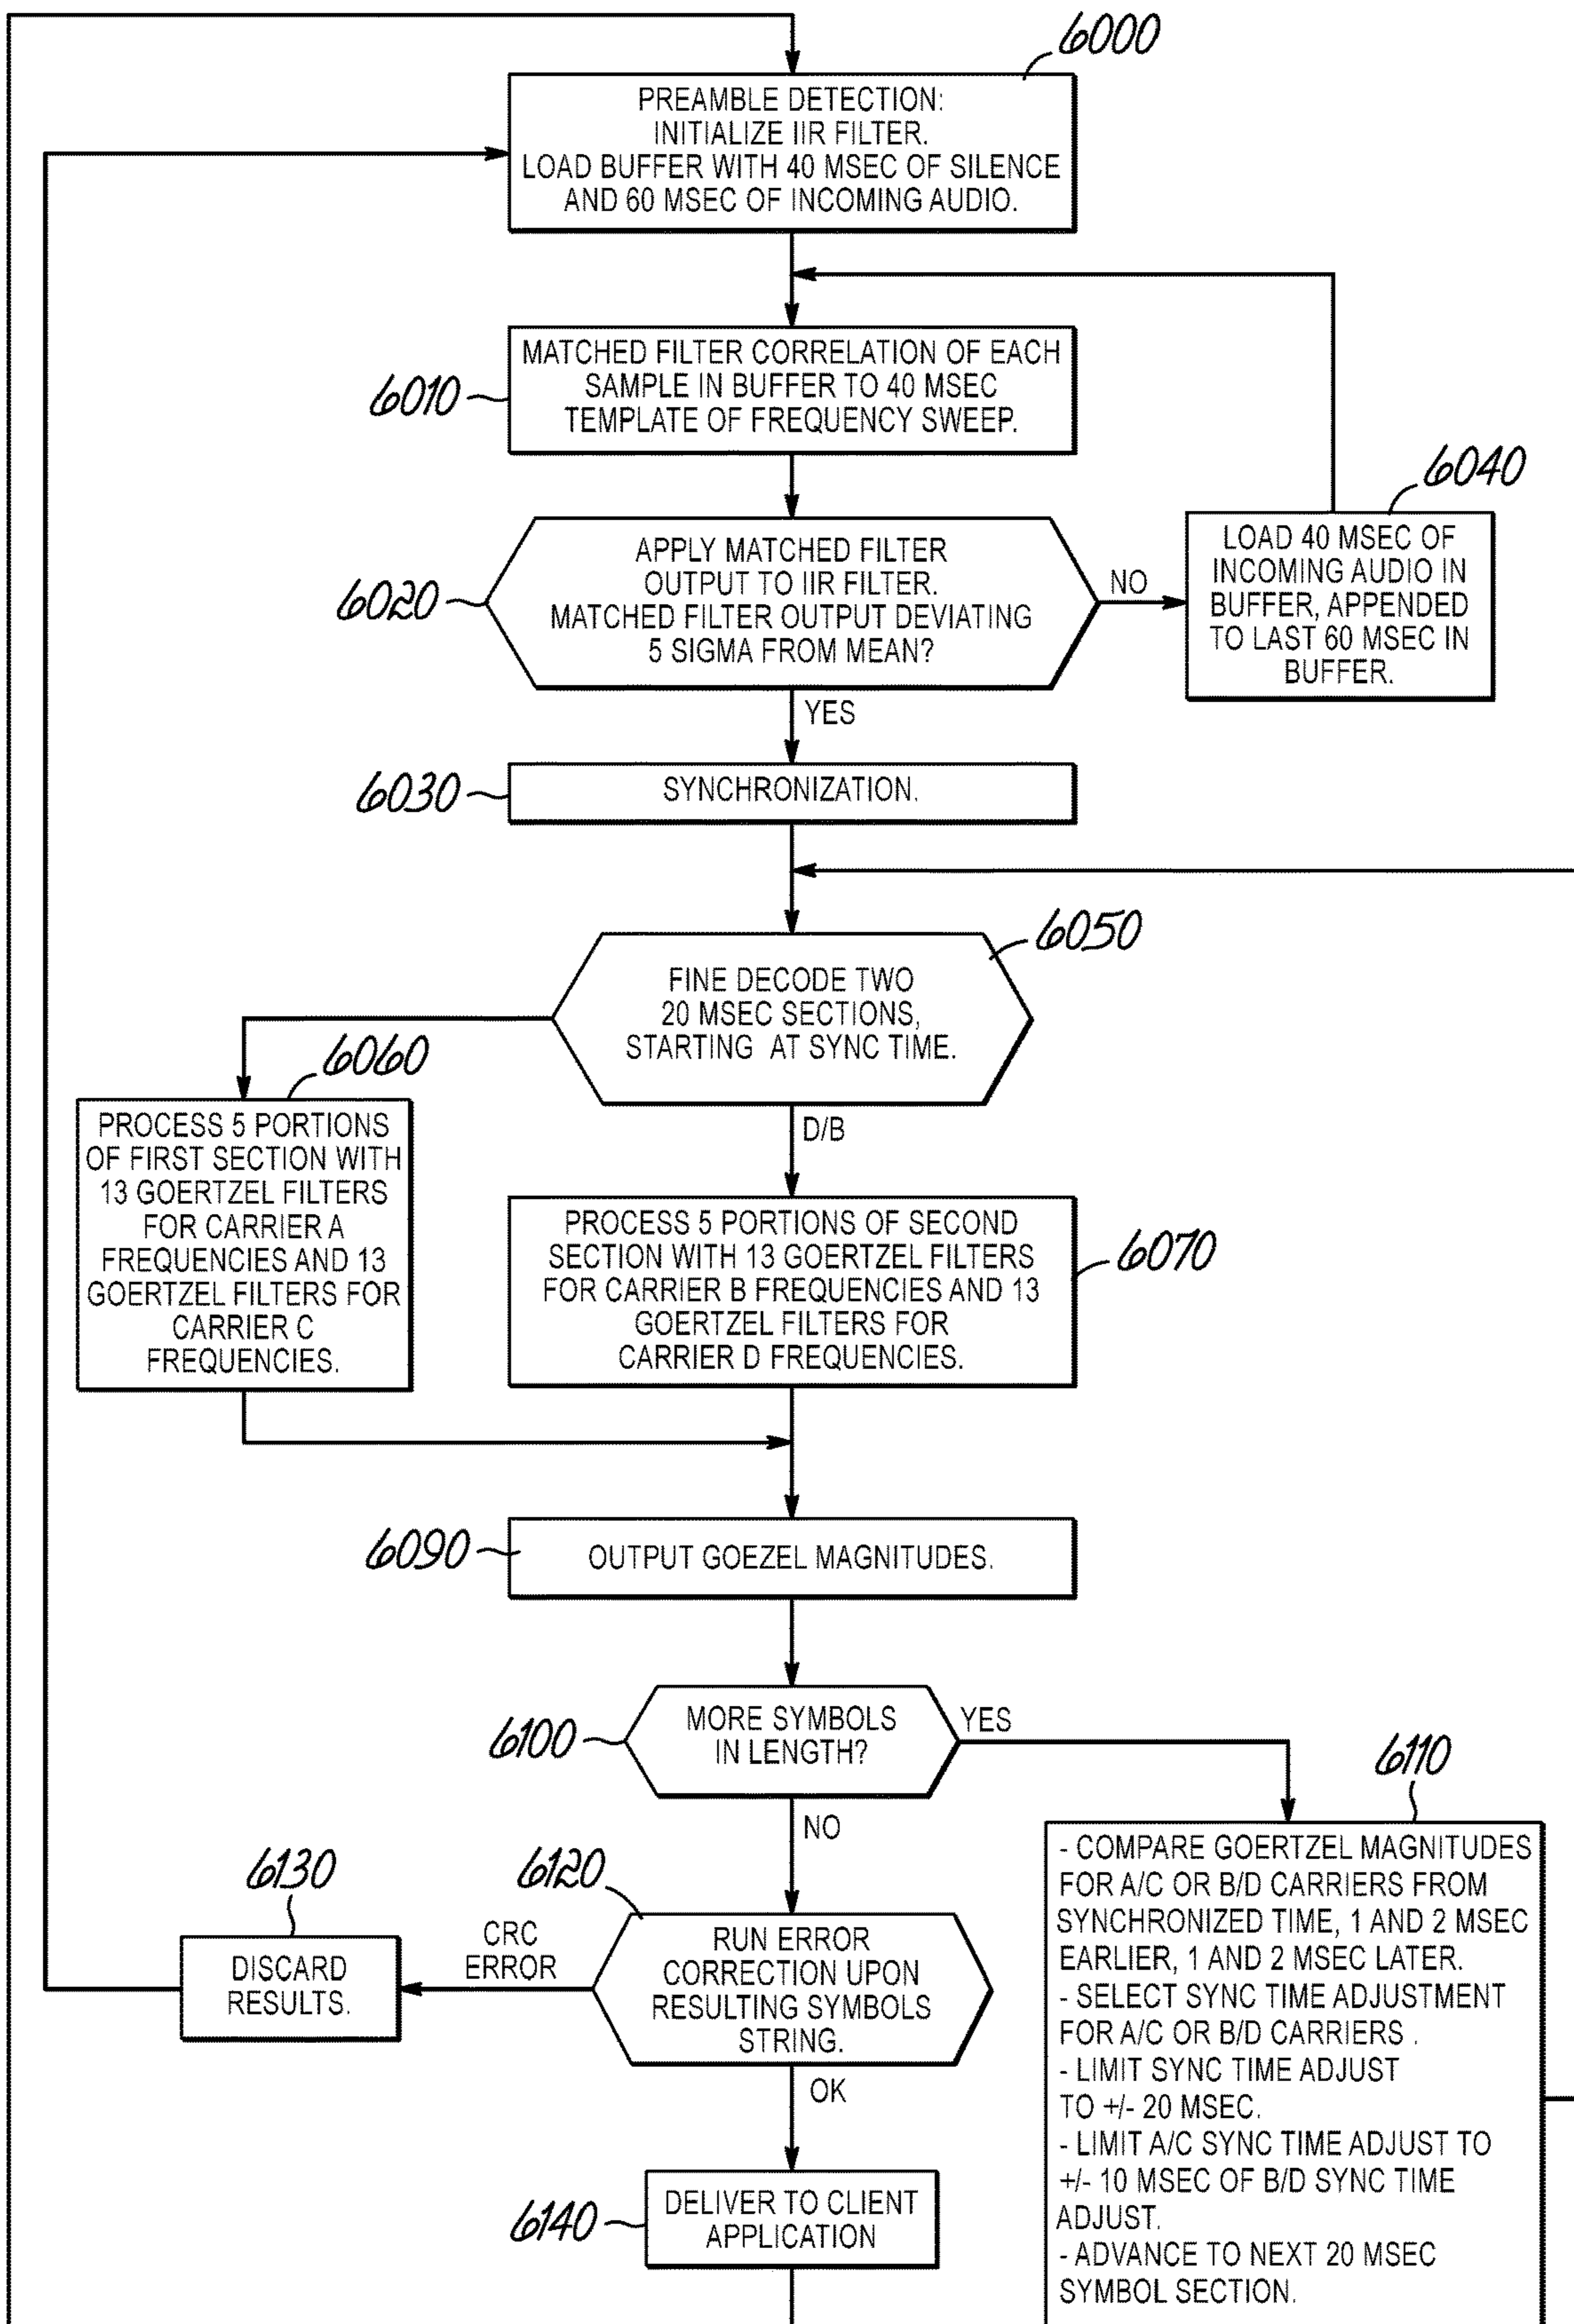 6000
PREAMBLE DETECTION:
INITIALIZE IIR FILTER.
LOAD BUFFER WITH 40 MSEC OF SILENCE
AND 60 MSEC OF INCOMING AUDIO.
6010
MATCHED FILTER CORRELATION OF EACH
SAMPLE IN BUFFER TO 40 MSEC
TEMPLATE OF FREQUENCY SWEEP.
6020
APPLY MATCHED FILTER
OUTPUT TO IIR FILTER.
MATCHED FILTER OUTPUT DEVIATING
5 SIGMA FROM MEAN?
NO
6040
LOAD 40 MSEC OF
INCOMING AUDIO IN
BUFFER, APPENDED
TO LAST 60 MSEC IN
BUFFER.
YES
6030
SYNCHRONIZATION.
6050
FINE DECODE TWO
20 MSEC SECTIONS,
STARTING AT SYNC TIME.
6060
PROCESS 5 PORTIONS
OF FIRST SECTION WITH
13 GOERTZEL FILTERS
FOR CARRIER A
FREQUENCIES AND 13
GOERTZEL FILTERS FOR
CARRIER C
FREQUENCIES.
D/B
6070
PROCESS 5 PORTIONS OF SECOND
SECTION WITH 13 GOERTZEL FILTERS
FOR CARRIER B FREQUENCIES AND 13
GOERTZEL FILTERS FOR
CARRIER D FREQUENCIES.
6090
OUTPUT GOEZEL MAGNITUDES.
6100
MORE SYMBOLS
IN LENGTH?
YES
NO
6110
- COMPARE GOERTZEL MAGNITUDES
FOR A/C OR B/D CARRIERS FROM
SYNCHRONIZED TIME, 1 AND 2 MSEC
EARLIER, 1 AND 2 MSEC LATER.
- SELECT SYNC TIME ADJUSTMENT
FOR A/C OR B/D CARRIERS .
- LIMIT SYNC TIME ADJUST
TO +/- 20 MSEC.
- LIMIT A/C SYNC TIME ADJUST TO
+/- 10 MSEC OF B/D SYNC TIME
ADJUST.
- ADVANCE TO NEXT 20 MSEC
SYMBOL SECTION.
6120
RUN ERROR
CORRECTION UPON
RESULTING SYMBOLS
STRING.
CRC
ERROR
6130
DISCARD
RESULTS.
OK
6140
DELIVER TO CLIENT
APPLICATION